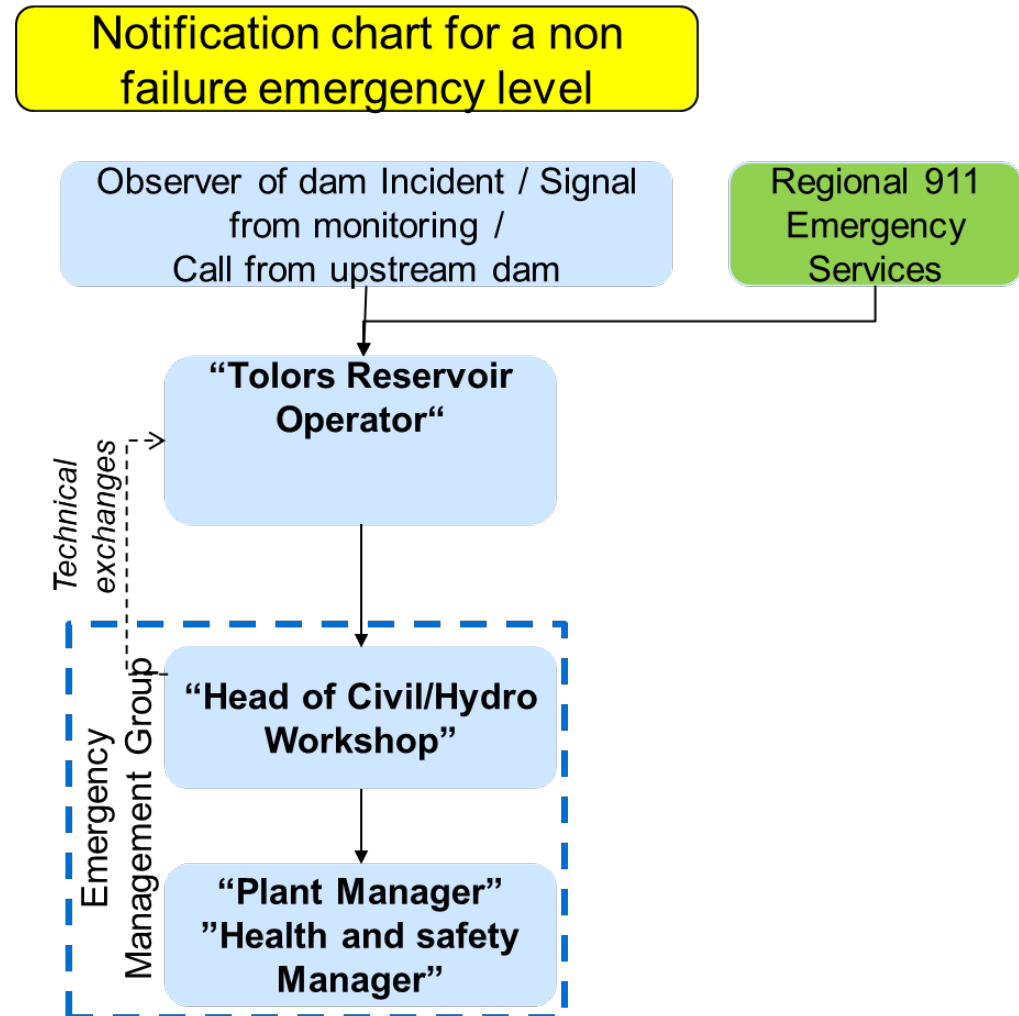 Notification chart for a non
failure emergency level
Observer of dam Incident / Signal
from monitoring /
Call from upstream dam
Regional 911
Emergency
Services
“Tolors Reservoir
Operator“
Technical
exchanges
Emergency
Management Group
“Head of Civil/Hydro
Workshop”
“Plant Manager”
”Health and safety
Manager”